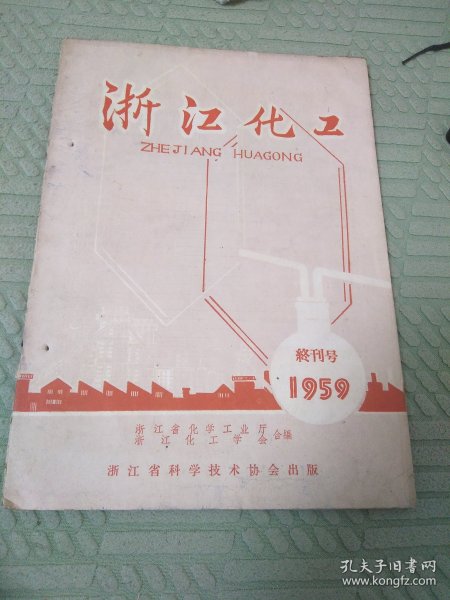 浙江化工
ZHEJIANG HUAGONG
終刊号
1959
浙江省化学工业厅
浙江化工学会
合编
浙江省科学技术协会出版
孔夫子旧书网
www.kongfz.com